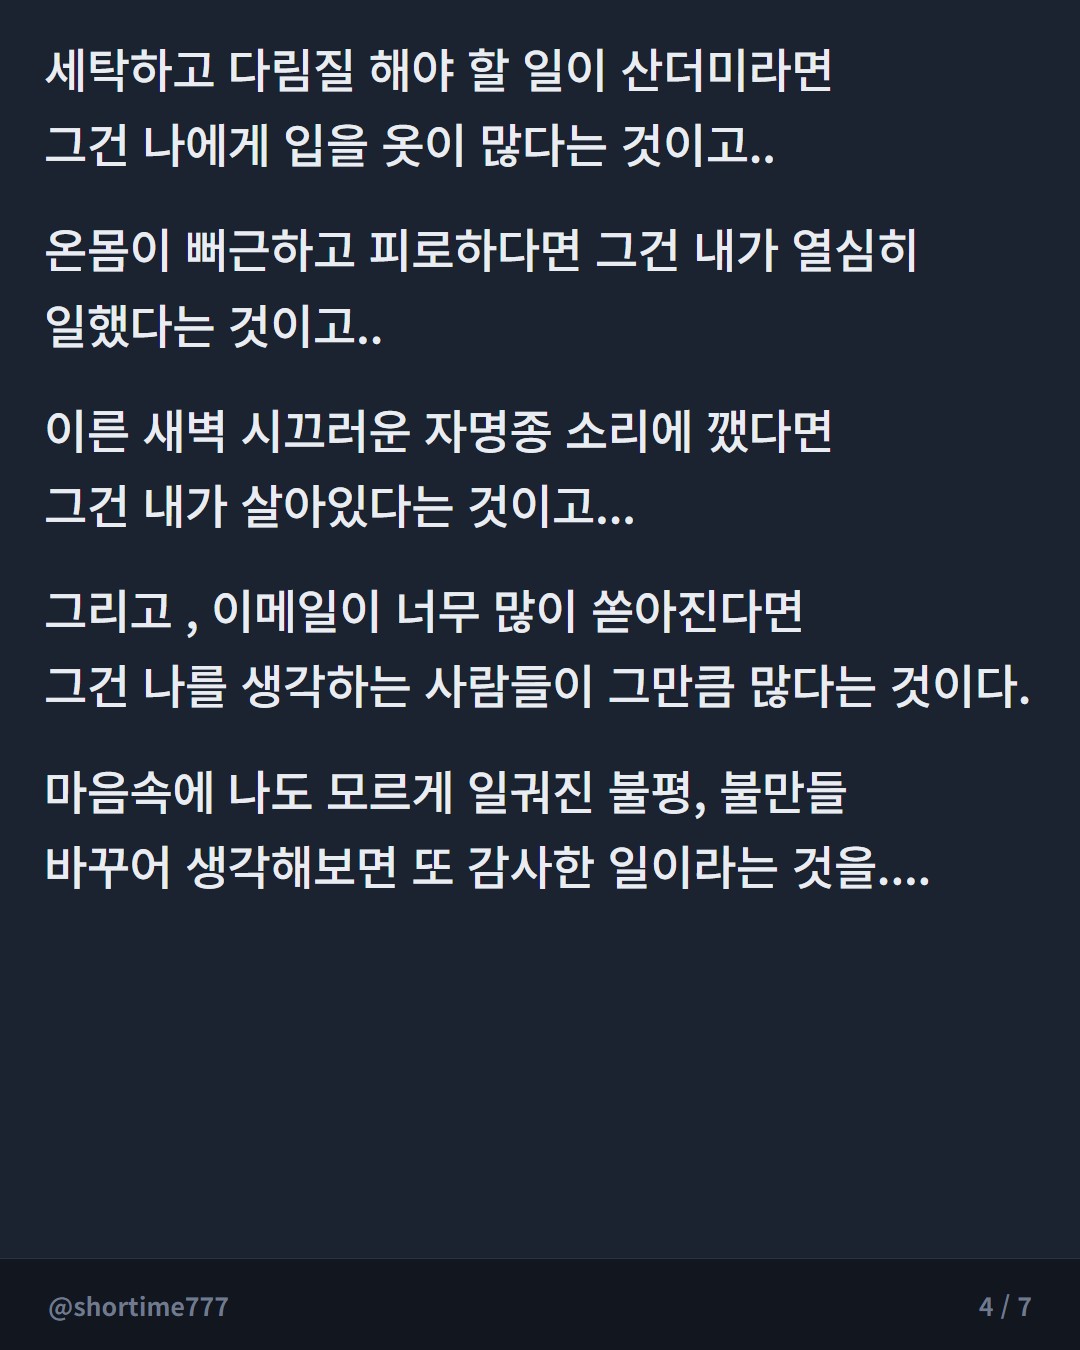 세탁하고 다림질 해야 할 일이 산더미라면
그건 나에게 입을 옷이 많다는 것이고..
온몸이 뻐근하고 피로하다면 그건 내가 열심히
일했다는 것이고..
이른 새벽 시끄러운 자명종 소리에 깼다면
그건 내가 살아있다는 것이고...
그리고 , 이메일이 너무 많이 쏟아진다면
그건 나를 생각하는 사람들이 그만큼 많다는 것이다.
마음속에 나도 모르게 일궈진 불평, 불만들
바꾸어 생각해보면 또 감사한 일이라는 것을....
@shortime777
4 / 7